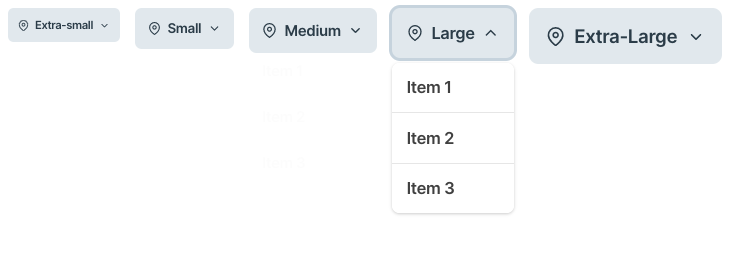 Extra-small
Small
Medium
Large
Extra-Large
Item 1
Item 2
Item 3